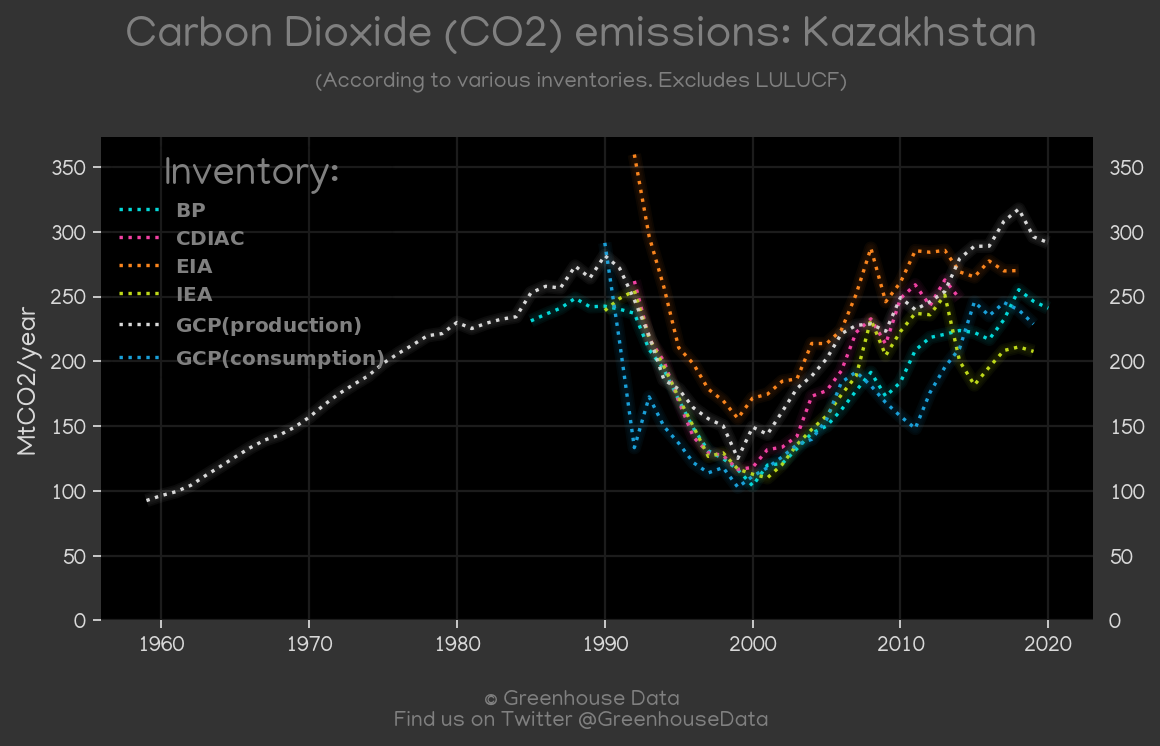 Carbon Dioxide (CO2) emissions: Kazakhstan
(According to various inventories. Excludes LULUCF)
Inventory:
BP
CDIAC
EIA
IEA
GCP(production)
GCP(consumption)
MtCO2/year
350
300
250
200
150
100
50
0
350
300
250
200
150
100
50
0
1960 1970 1980 1990 2000 2010 2020
© Greenhouse Data
Find us on Twitter @GreenhouseData